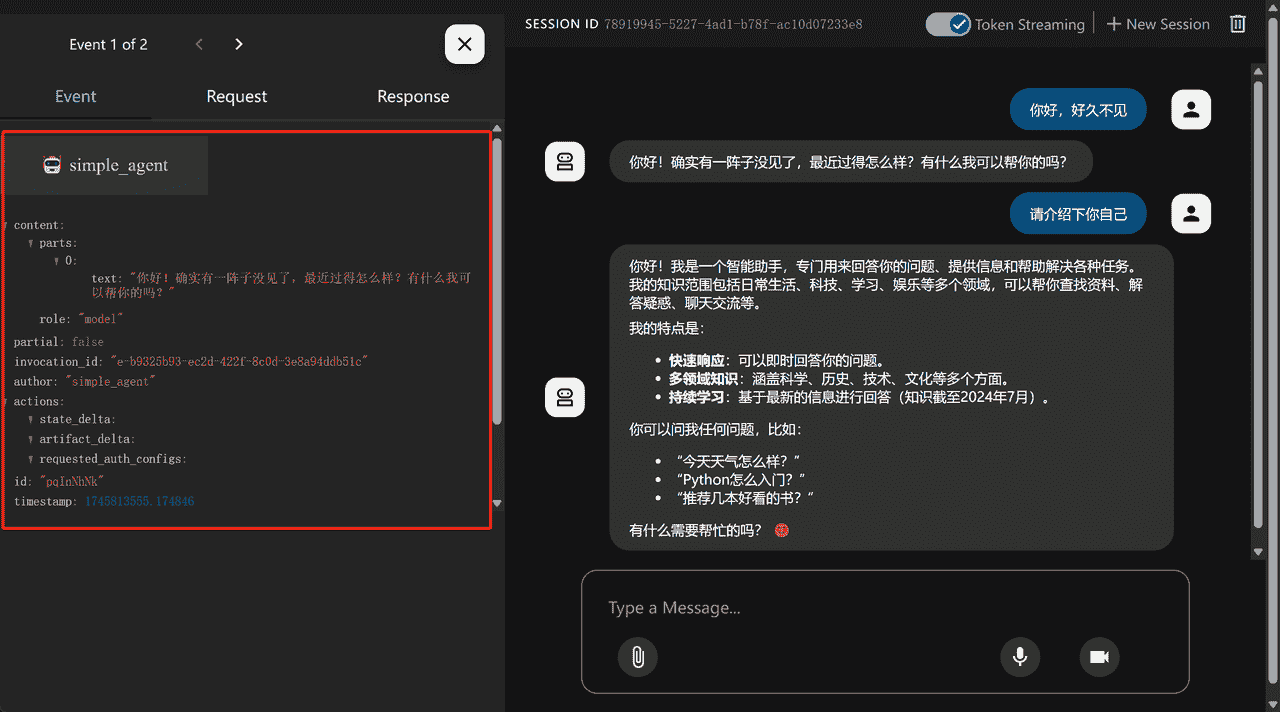 Event 1 of 2
Event
Request
Response
simple_agent
content:
parts:
0:
text: "你好！确实有一阵子没见了，最近过得怎么样？有什么我可
以帮你的吗？"
role: "model"
partial: false
invocation_id: "e-b9325b93-ec2d-422f-8c0d-3e8a94ddb51c"
author: "simple_agent"
actions:
state_delta:
artifact_delta:
requested_auth_configs:
id: "pqInNhNk"
timestamp: 1745813555.174846
SESSION ID 78919945-5227-4ad1-b78f-ac10d07233e8
Token Streaming
New Session
你好，好久不见
你好！确实有一阵子没见了，最近过得怎么样？有什么我可以帮你的吗？
请介绍下你自己
你好！我是一个智能助手，专门用来回答你的问题、提供信息和帮助解决各种任务。
我的知识范围包括日常生活、科技、学习、娱乐等多个领域，可以帮你查找资料、解
答疑惑、聊天交流等。
我的特点是：
• 快速响应：可以即时回答你的问题。
• 多领域知识：涵盖科学、历史、技术、文化等多个方面。
• 持续学习：基于最新的信息进行回答（知识截至2024年7月）。
你可以问我任何问题，比如：
• “今天天气怎么样？”
• “Python怎么入门？”
• “推荐几本好看的书？”
有什么需要帮忙的吗？
Type a Message...